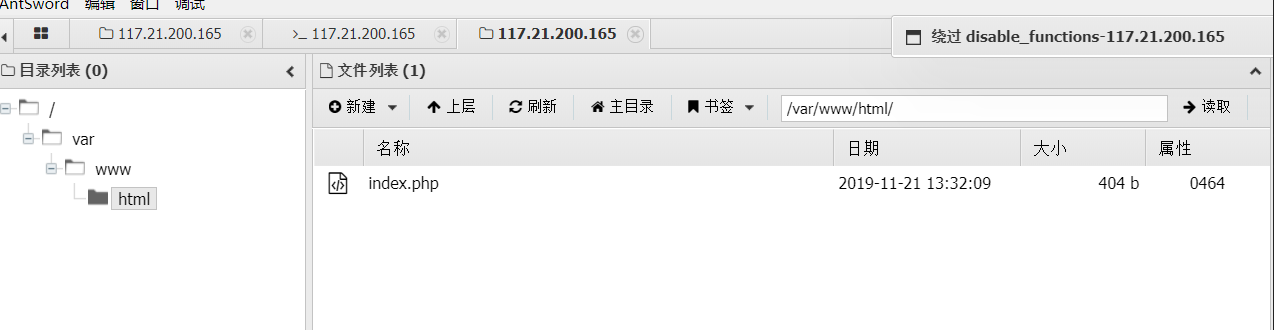 AntSword 编辑 窗口 调试
117.21.200.165 >_ 117.21.200.165 117.21.200.165 绕过 disable_functions-117.21.200.165
目录列表 (0) 文件列表 (1)
新建 上层 刷新 主目录 书签 /var/www/html/ 读取
/
var
www
html
名称 日期 大小 属性
index.php 2019-11-21 13:32:09 404 b 0464